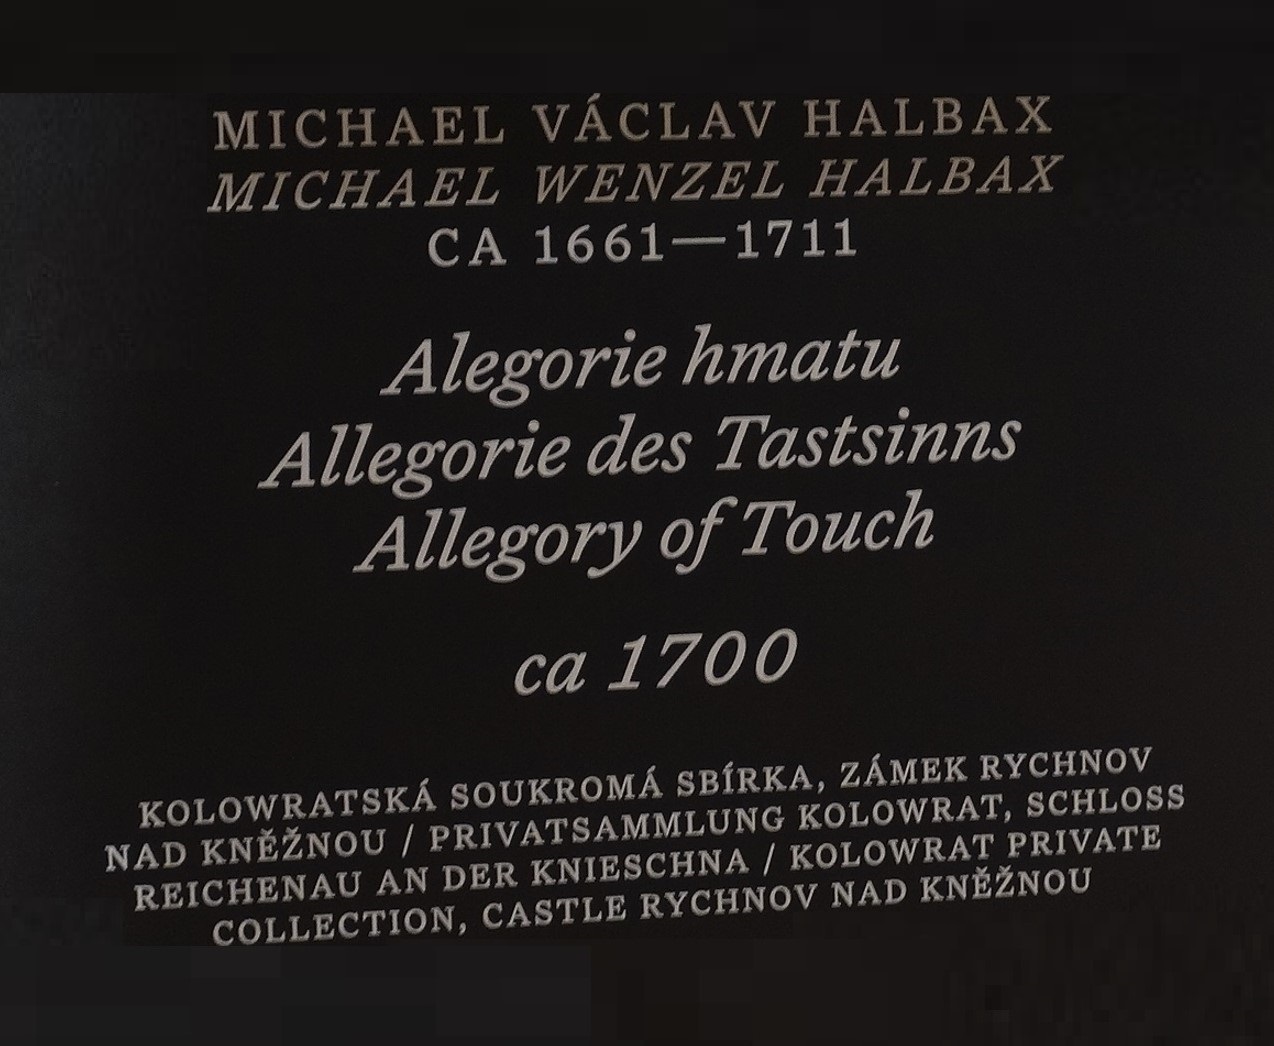 MICHAEL VÁCLAV HALBAX
MICHAEL WENZEL HALBAX
CA 1661—1711
Alegorie hmatu
Allegorie des Tastsinns
Allegory of Touch
ca 1700
KOLOWRATSKÁ SOUKROMÁ SBÍRKA, ZÁMEK RYCHNOV
NAD KNĚŽNOU / PRIVATSAMMLUNG KOLOWRAT, SCHLOSS
REICHENAU AN DER KNIESCHNA / KOLOWRAT PRIVATE
COLLECTION, CASTLE RYCHNOV NAD KNĚŽNOU